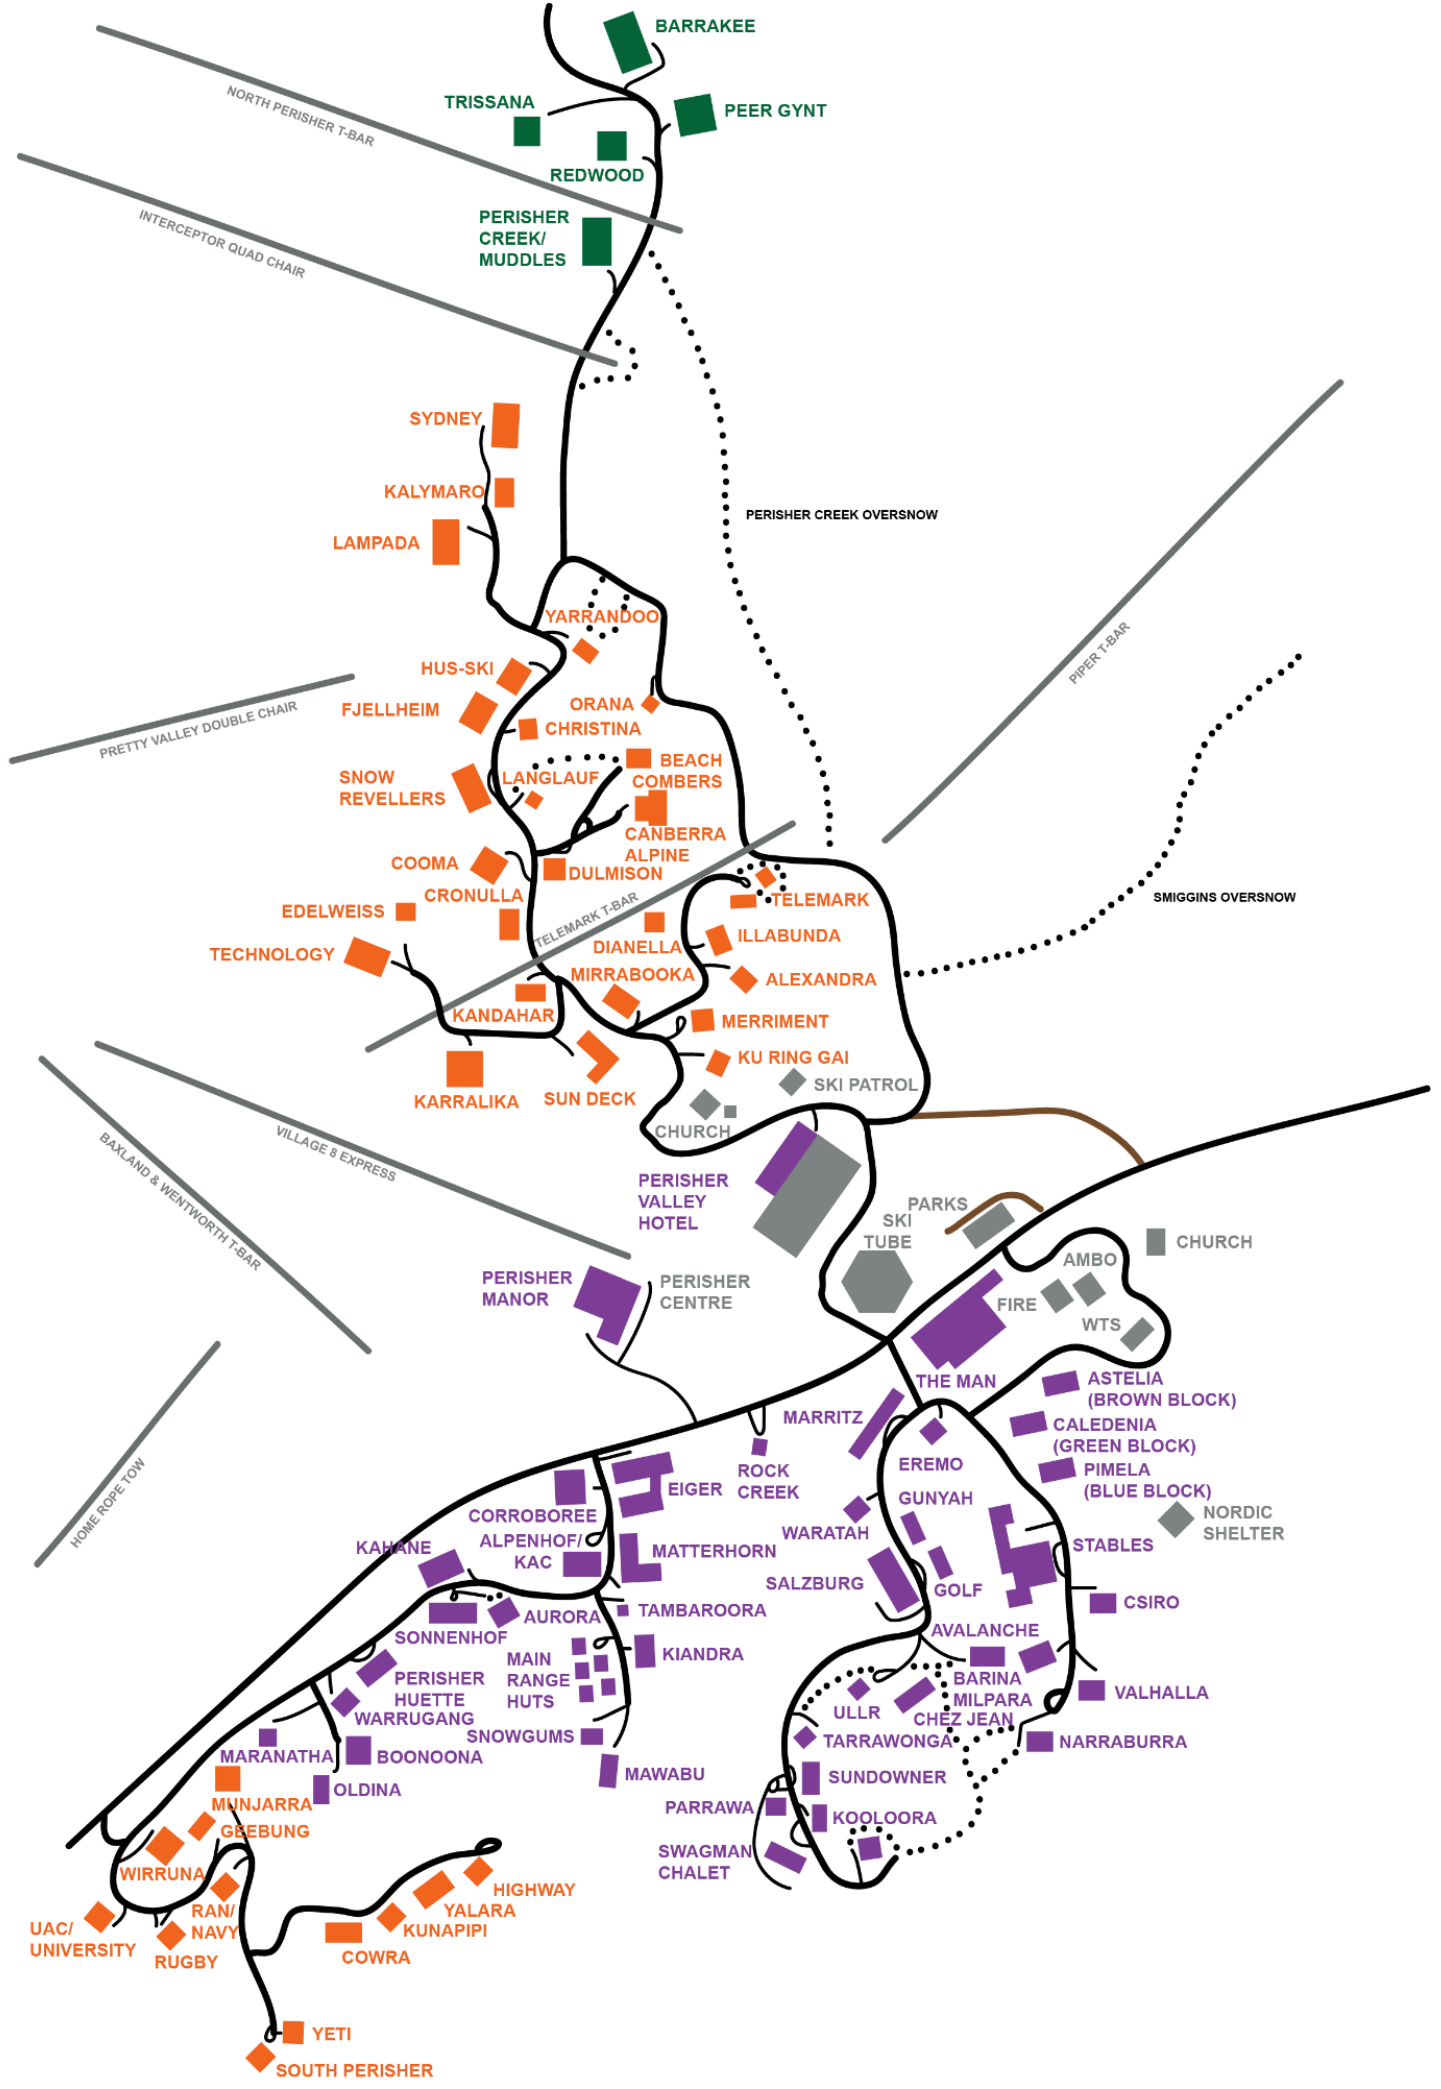 BARRAKEE
NORTH PERISHER T-BAR
TRISSANA
PEER GYNT
REDWOOD
INTERCEPTOR QUAD CHAIR
PERISHER
CREEK/
MUDDLES
SYDNEY
KALYMARO
PERISHER CREEK OVERSNOW
LAMPADA
YARRANDOO
PIPER T-BAR
HUS-SKI
ORANA
FJELLHEIM
PRETTY VALLEY DOUBLE CHAIR
CHRISTINA
SNOW
REVELLERS
LANGLAUF
BEACH
COMBERS
CANBERRA
ALPINE
COOMA
DULMISON
CRONULLA
TELEMARK
SMIGGINS OVERSNOW
EDELWEISS
TELEMARK T-BAR
TECHNOLOGY
DIANELLA
ILLABUNDA
MIRRABOOKA
ALEXANDRA
KANDAHAR
MERRIMENT
KU RING GAI
SKI PATROL
KARRALIKA
SUN DECK
CHURCH
VILLAGE 8 EXPRESS
BAXLAND & WENTWORTH T-BAR
PERISHER
VALLEY
HOTEL
PARKS
SKI
TUBE
CHURCH
AMBO
PERISHER
MANOR
PERISHER
CENTRE
FIRE
WTS
THE MAN
ASTELIA
(BROWN BLOCK)
MARRITZ
CALEDENIA
(GREEN BLOCK)
EREMO
PIMELA
(BLUE BLOCK)
ROCK
CREEK
EIGER
GUNYAH
HOME ROPE TOW
CORROBOREE
WARATAH
NORDIC
SHELTER
ALPENHOF/
KAC
KAHANE
MATTERHORN
STABLES
SALZBURG
GOLF
CSIRO
AURORA
TAMBAROORA
SONNENHOF
AVALANCHE
MAIN
RANGE
HUTS
KIANDRA
PERISHER
HUETTE
BARINA
MILPARA
VALHALLA
WARRUGANG
ULLR
CHEZ JEAN
SNOWGUMS
TARRAWONGA
NARRABURRA
MARANATHA
BOONOONA
MAWABU
SUNDOWNER
OLDINA
MUNJARRA
PARRAWA
KOOLOORA
GEEBUNG
SWAGMAN
CHALET
WIRRUNA
HIGHWAY
RAN/
NAVY
YALARA
UAC/
UNIVERSITY
KUNAPIPI
RUGBY
COWRA
YETI
SOUTH PERISHER